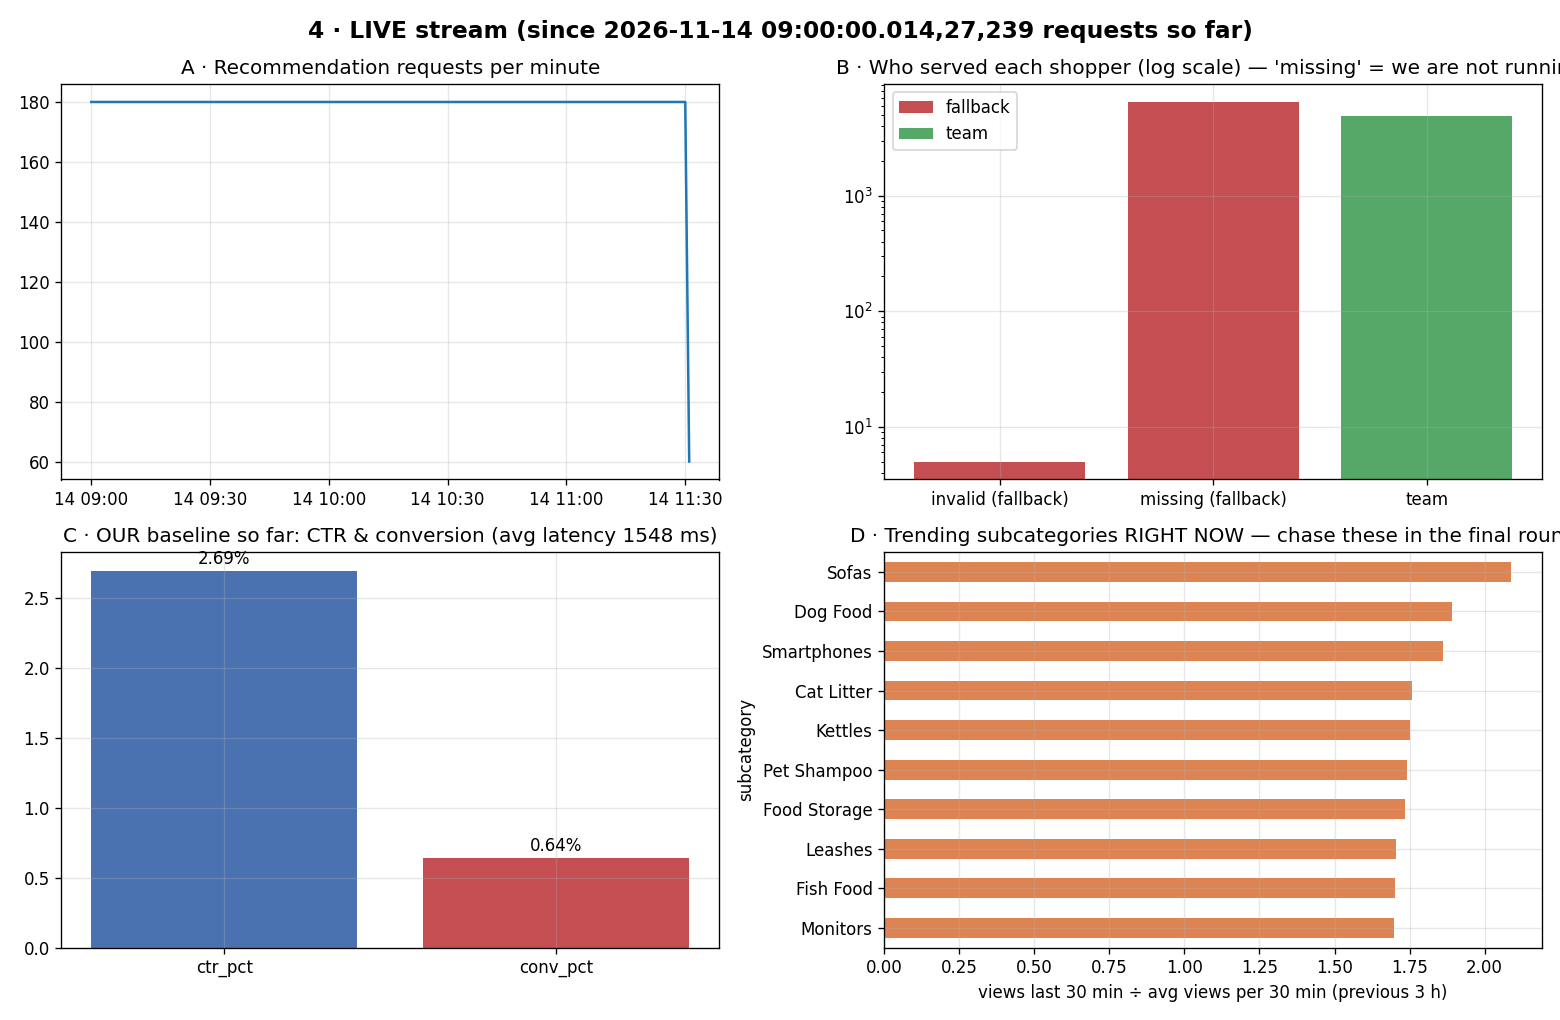 4 · LIVE stream (since 2026-11-14 09:00:00.014,27,239 requests so far)
A · Recommendation requests per minute
180
160
140
120
100
80
60
14 09:00
14 09:30
14 10:00
14 10:30
14 11:00
14 11:30
B · Who served each shopper (log scale) — 'missing' = we are not runnin
fallback
team
10³
10²
10¹
invalid (fallback)
missing (fallback)
team
C · OUR baseline so far: CTR & conversion (avg latency 1548 ms)
2.69%
0.64%
2.5
2.0
1.5
1.0
0.5
0.0
ctr_pct
conv_pct
D · Trending subcategories RIGHT NOW — chase these in the final roun
subcategory
Sofas
Dog Food
Smartphones
Cat Litter
Kettles
Pet Shampoo
Food Storage
Leashes
Fish Food
Monitors
0.00
0.25
0.50
0.75
1.00
1.25
1.50
1.75
2.00
views last 30 min ÷ avg views per 30 min (previous 3 h)